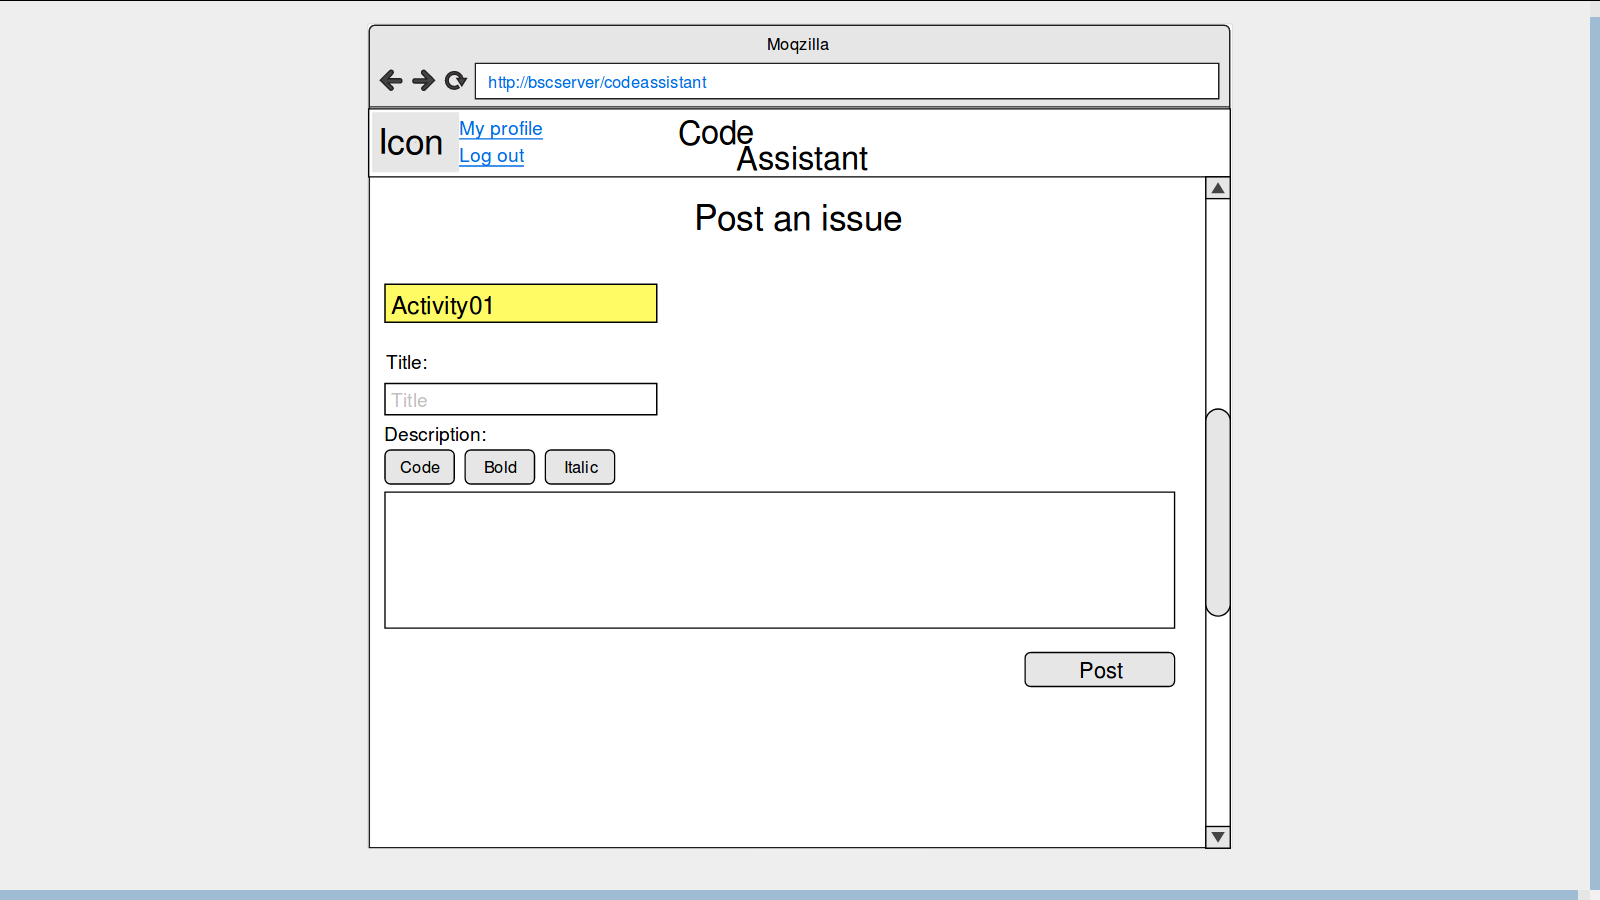 Moqzilla
http://bscserver/codeassistant
Icon
My profile
Log out
Code
Assistant
Post an issue
Activity01
Title:
Title
Description:
Code Bold Italic
Post